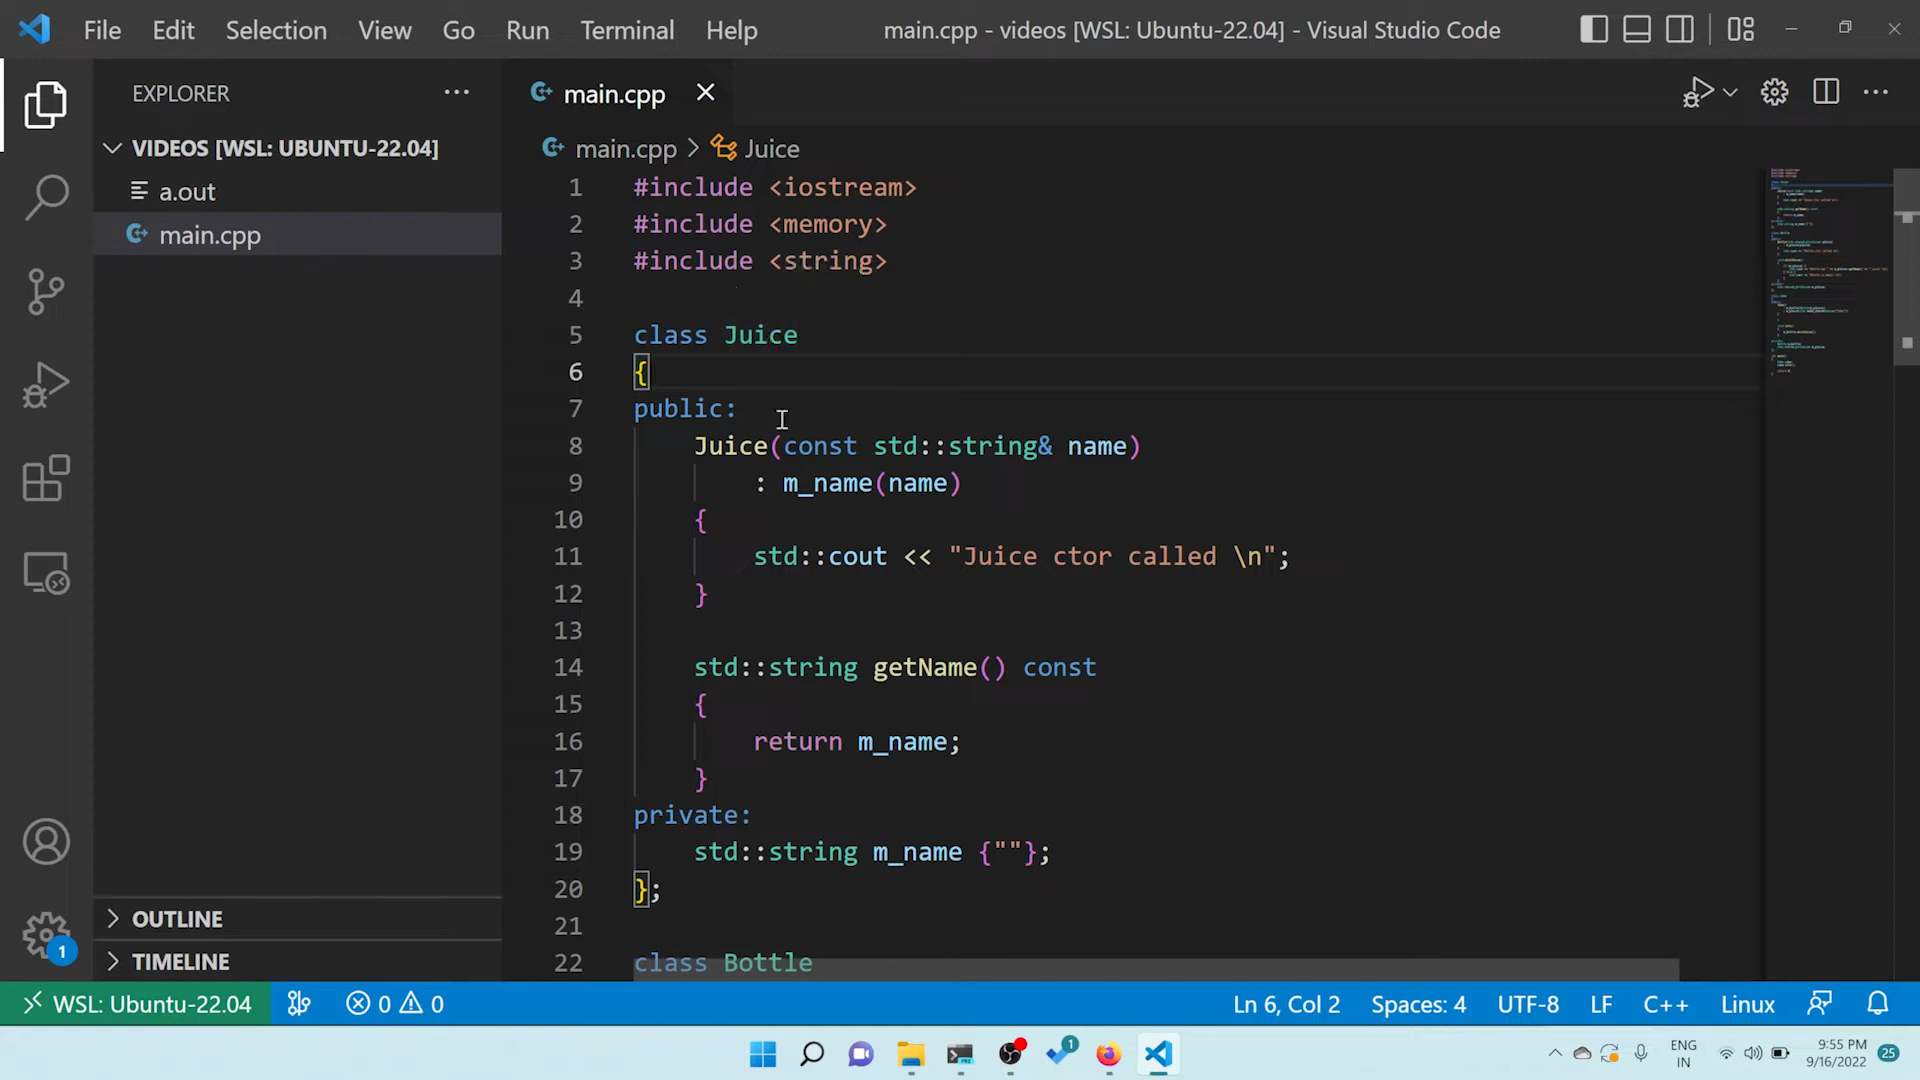 File Edit Selection View Go Run Terminal Help
main.cpp - videos [WSL: Ubuntu-22.04] - Visual Studio Code
EXPLORER
VIDEOS [WSL: UBUNTU-22.04]
a.out
main.cpp
OUTLINE
TIMELINE
main.cpp
main.cpp > Juice
1 #include <iostream>
2 #include <memory>
3 #include <string>
4
5 class Juice
6 {
7 public:
8 Juice(const std::string& name)
9 : m_name(name)
10 {
11 std::cout << "Juice ctor called \n";
12 }
13
14 std::string getName() const
15 {
16 return m_name;
17 }
18 private:
19 std::string m_name {""};
20 };
21
22 class Bottle
1
WSL: Ubuntu-22.04 0 0 Ln 6, Col 2 Spaces: 4 UTF-8 LF C++ Linux
1
ENG
IN
9:55 PM
9/16/2022
25